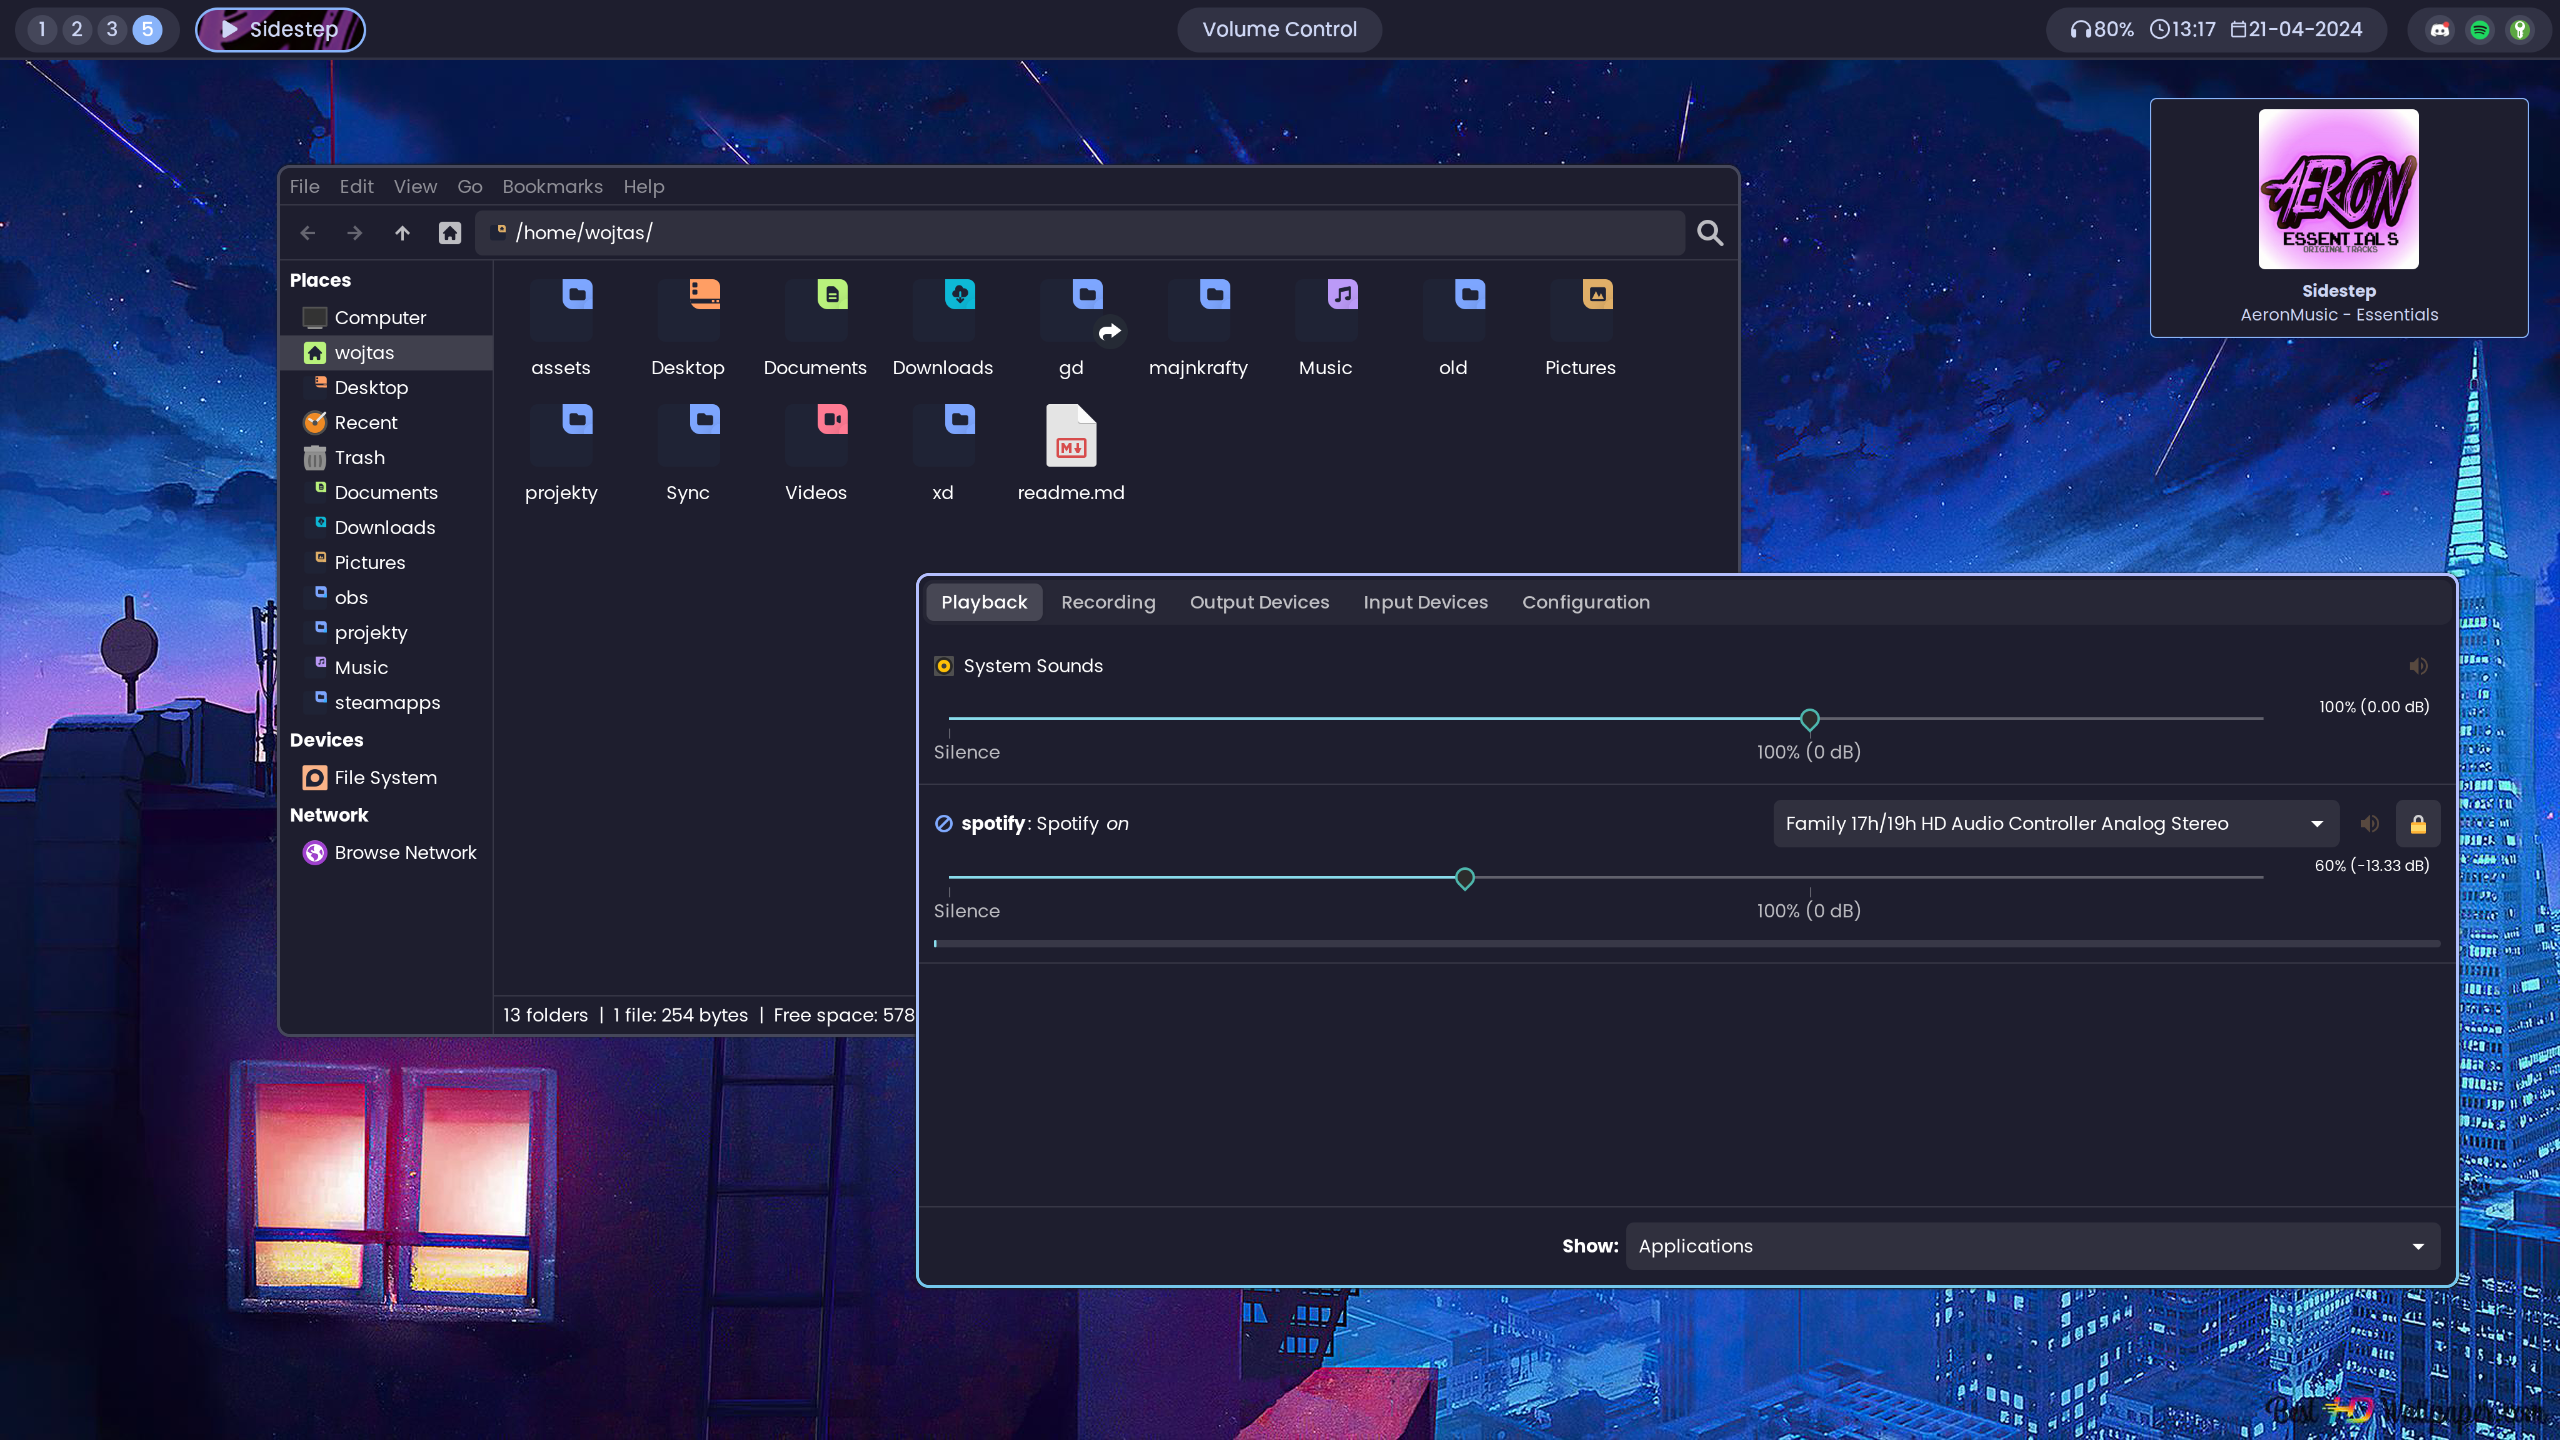 1 2 3 5 Sidestep Volume Control 80% 13:17 21-04-2024
AERON
ESSENTIALS
ORIGINAL TRACKS
Sidestep
AeronMusic - Essentials
File Edit View Go Bookmarks Help
/home/wojtas/
Places
Computer
wojtas
Desktop
Recent
Trash
Documents
Downloads
Pictures
obs
projekty
Music
steamapps
Devices
File System
Network
Browse Network
assets Desktop Documents Downloads gd majnkrafty Music old Pictures
projekty Sync Videos xd readme.md
13 folders | 1 file: 254 bytes | Free space: 578
Playback Recording Output Devices Input Devices Configuration
System Sounds
100% (0.00 dB)
Silence 100% (0 dB)
spotify: Spotify on Family 17h/19h HD Audio Controller Analog Stereo
60% (-13.33 dB)
Silence 100% (0 dB)
Show: Applications
Best HD Wallpaper.com